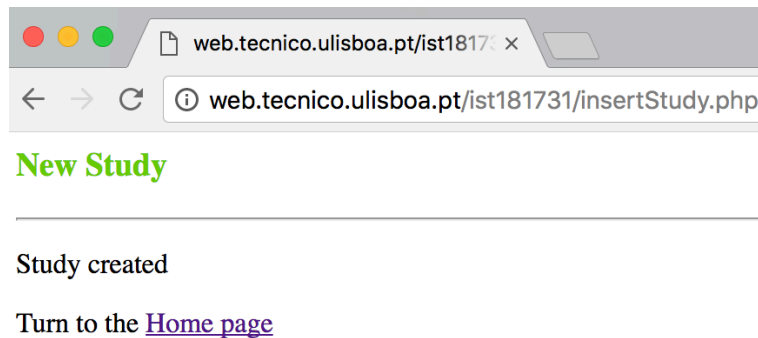 web.tecnico.ulisboa.pt/ist18173
web.tecnico.ulisboa.pt/ist181731/insertStudy.php
New Study
Study created
Turn to the Home page